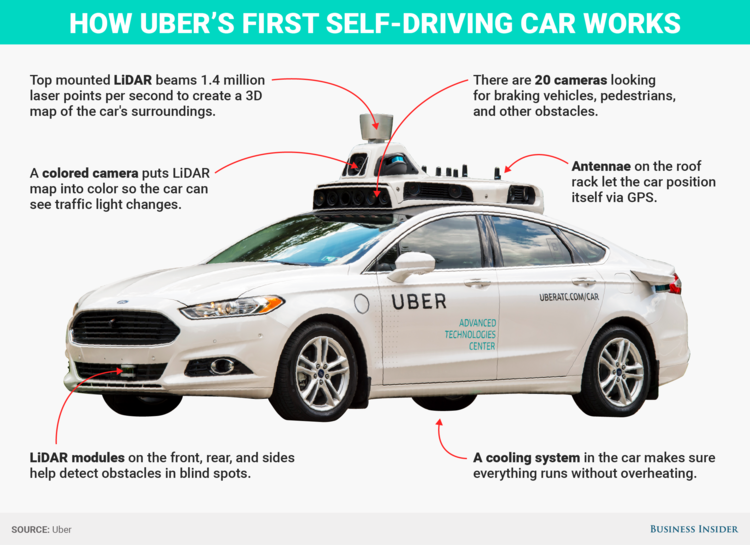 HOW UBER'S FIRST SELF-DRIVING CAR WORKS
Top mounted LiDAR beams 1.4 million
laser points per second to create a 3D
map of the car's surroundings.
There are 20 cameras looking
for braking vehicles, pedestrians,
and other obstacles.
A colored camera puts LiDAR
map into color so the car can
see traffic light changes.
Antennae on the roof
rack let the car position
itself via GPS.
UBER
ADVANCED
TECHNOLOGIES
CENTER
UBERATC.COM/CAR
LiDAR modules on the front, rear, and sides
help detect obstacles in blind spots.
A cooling system in the car makes sure
everything runs without overheating.
SOURCE: Uber
BUSINESS INSIDER